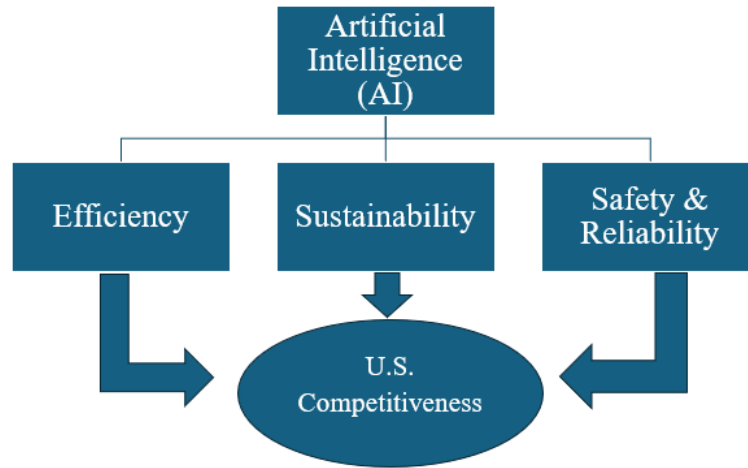 Artificial
Intelligence
(AI)
Efficiency
Sustainability
Safety &
Reliability
U.S.
Competitiveness